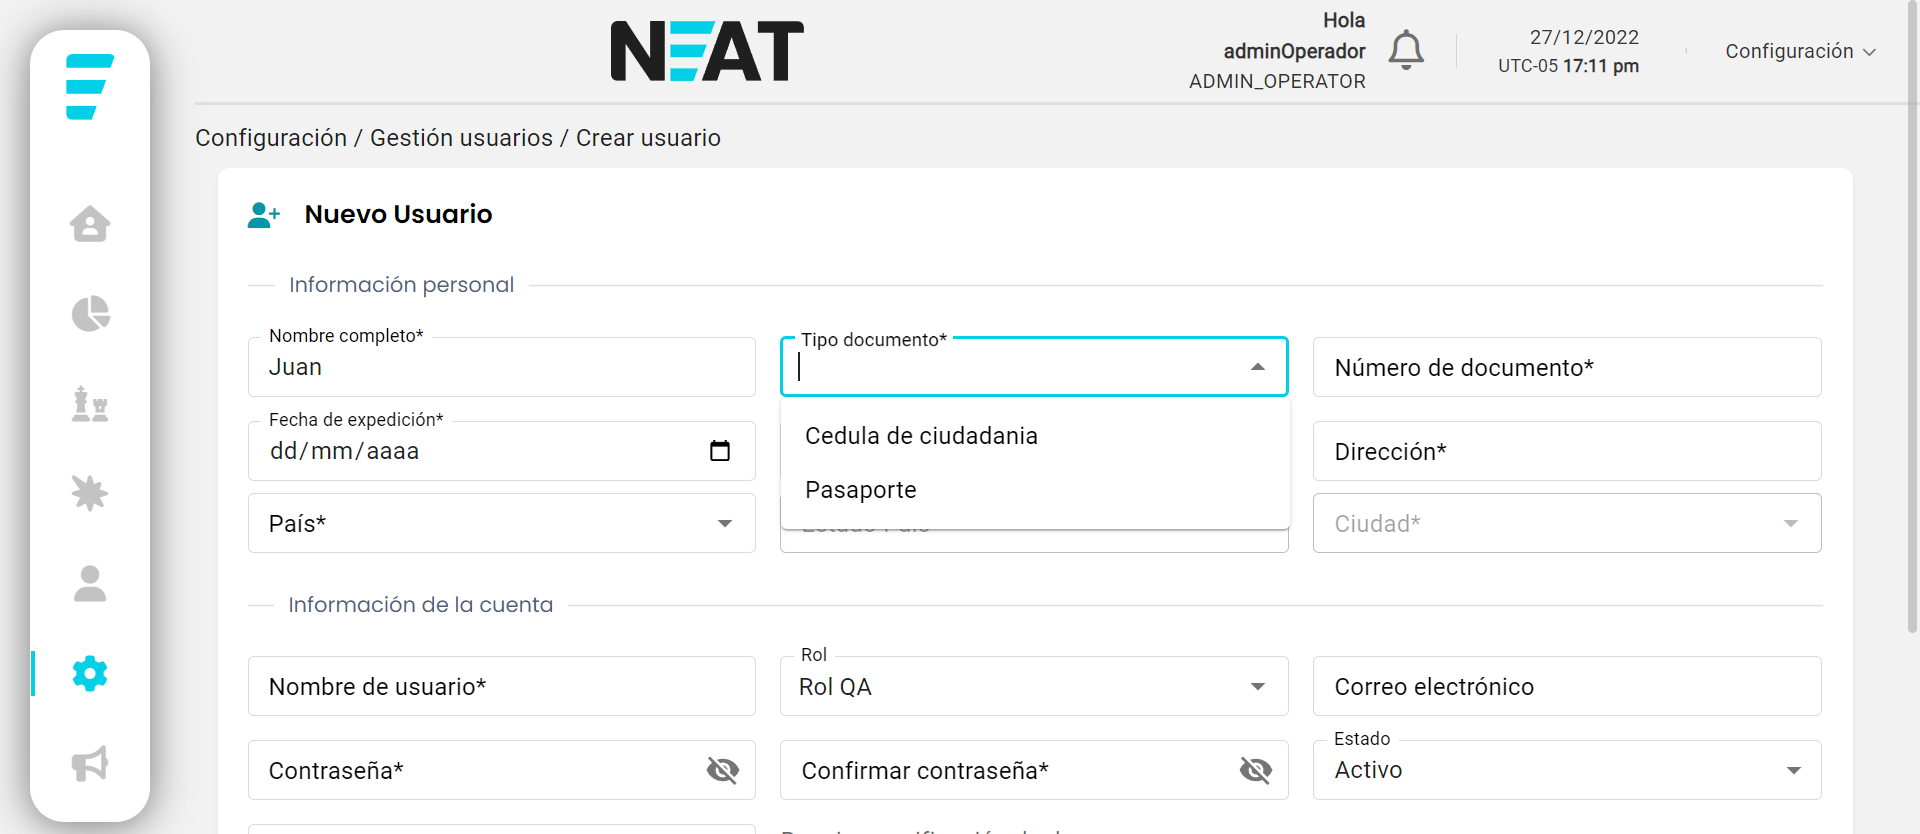 NEAT
Hola
adminOperador
ADMIN_OPERATOR
27/12/2022
UTC-05 17:11 pm
Configuración
Configuración / Gestión usuarios / Crear usuario
Nuevo Usuario
Información personal
Nombre completo*
Juan
Tipo documento*
Número de documento*
Cedula de ciudadania
Pasaporte
Fecha de expedición*
dd/mm/aaaa
Dirección*
País*
Ciudad*
Información de la cuenta
Nombre de usuario*
Rol
Rol QA
Correo electrónico
Contraseña*
Confirmar contraseña*
Estado
Activo